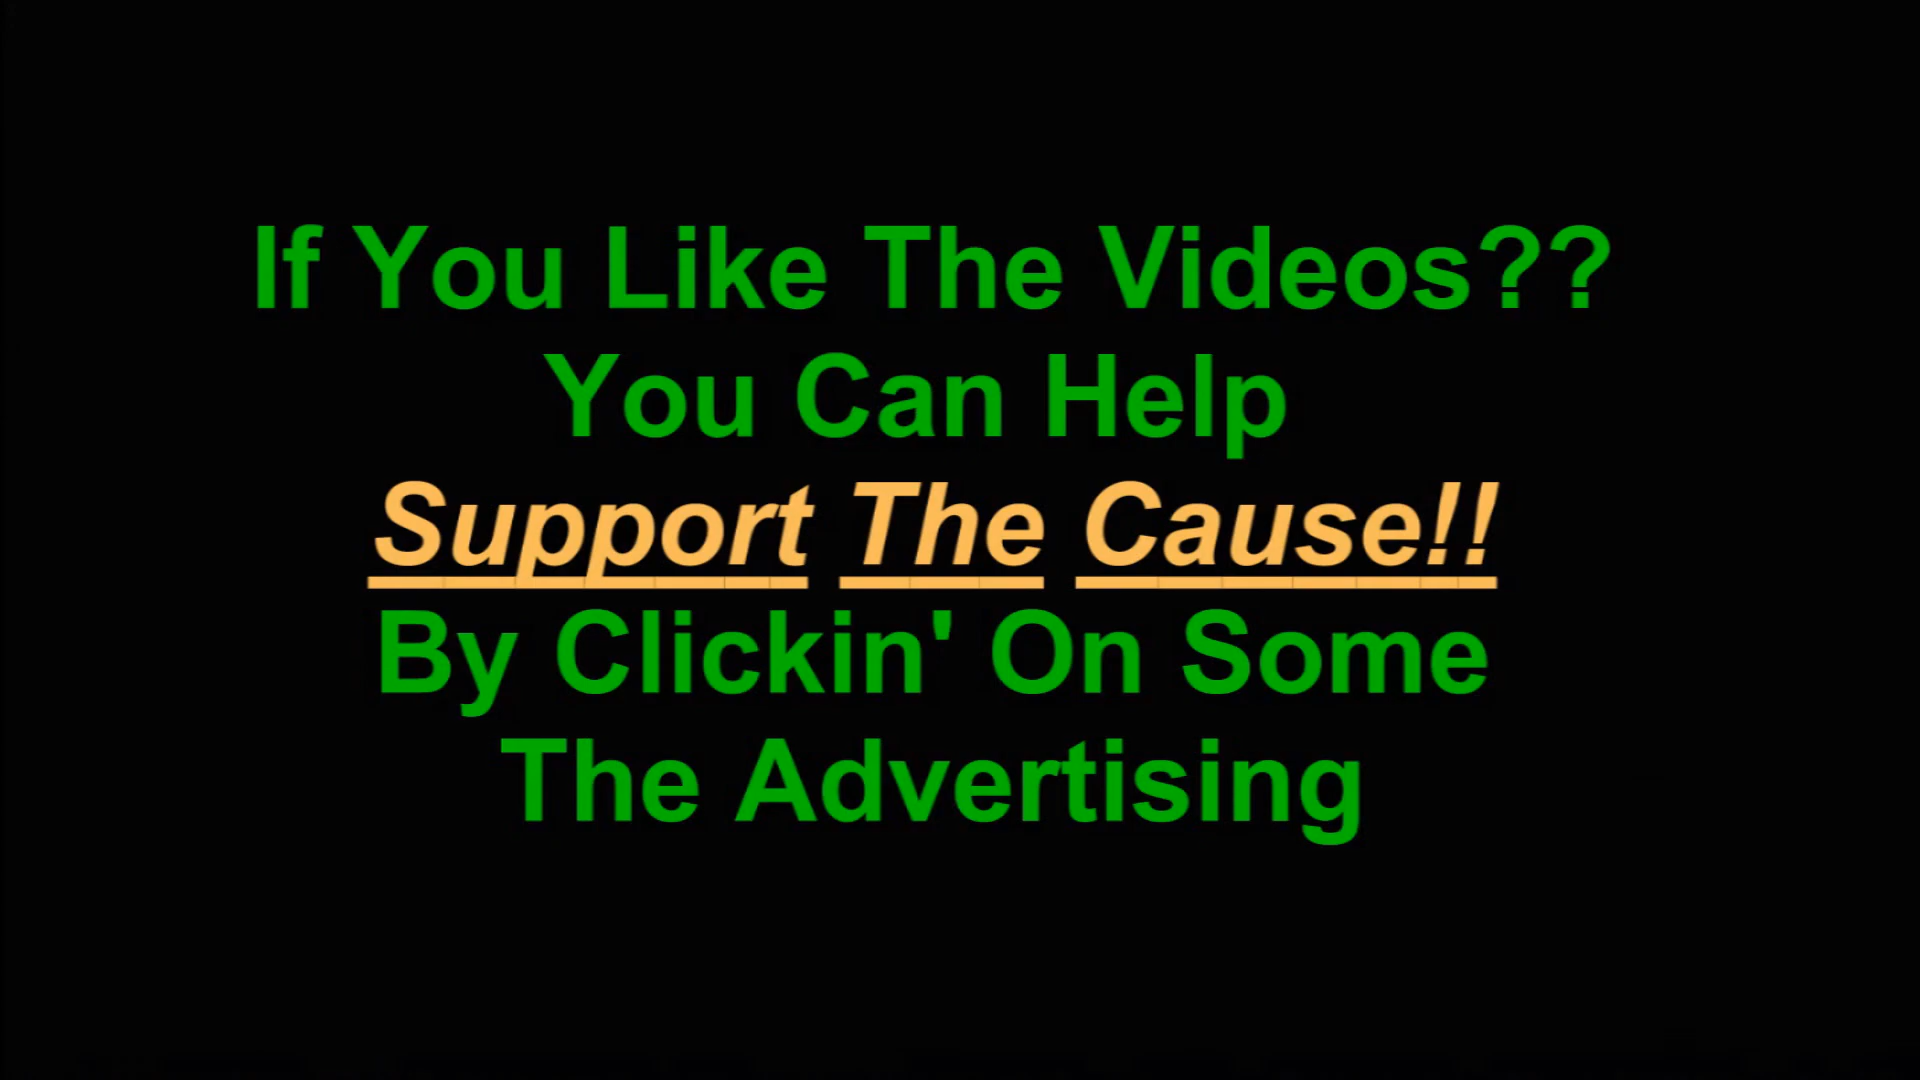 If You Like The Videos??
You Can Help
Support The Cause!!
By Clickin' On Some
The Advertising